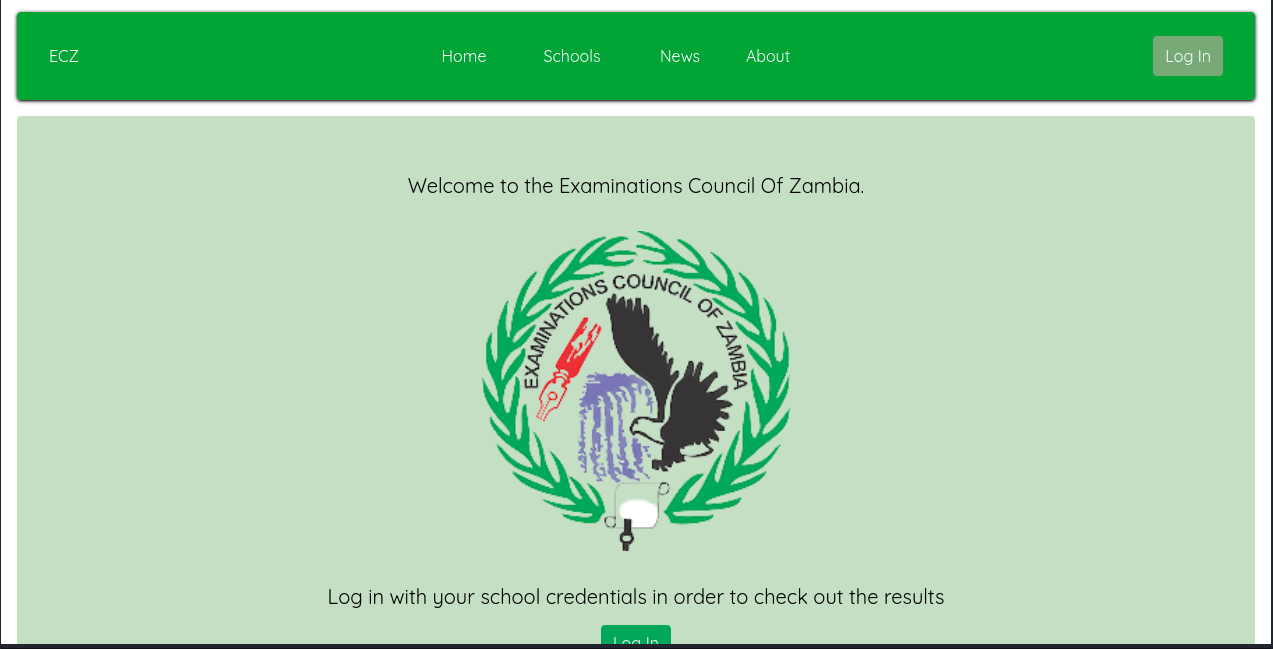 ECZ Home Schools News About Log In
Welcome to the Examinations Council Of Zambia.
EXAMINATIONS COUNCIL OF ZAMBIA
Log in with your school credentials in order to check out the results
Log In